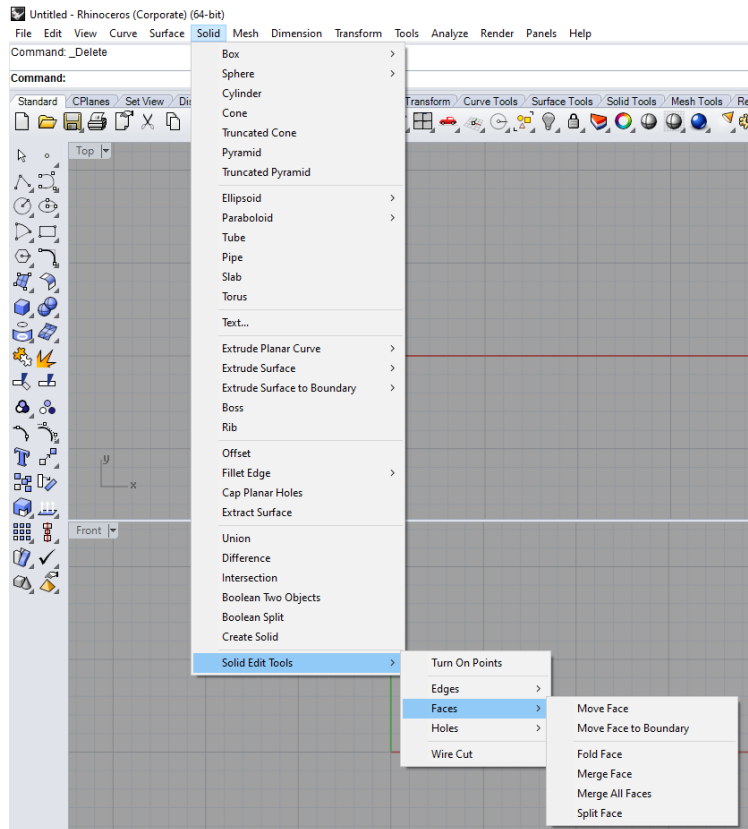 Untitled - Rhinoceros (Corporate) (64-bit)
File Edit View Curve Surface Solid Mesh Dimension Transform Tools Analyze Render Panels Help
Command: _Delete
Command:
Standard CPlanes Set View Transform Curve Tools Surface Tools Solid Tools Mesh Tools
Top
Box
Sphere
Cylinder
Cone
Truncated Cone
Pyramid
Truncated Pyramid
Ellipsoid
Paraboloid
Tube
Pipe
Slab
Torus
Text...
Extrude Planar Curve
Extrude Surface
Extrude Surface to Boundary
Boss
Rib
Offset
Fillet Edge
Cap Planar Holes
Extract Surface
Union
Difference
Intersection
Boolean Two Objects
Boolean Split
Create Solid
Solid Edit Tools
y
x
Front
Turn On Points
Edges
Faces
Holes
Wire Cut
Move Face
Move Face to Boundary
Fold Face
Merge Face
Merge All Faces
Split Face